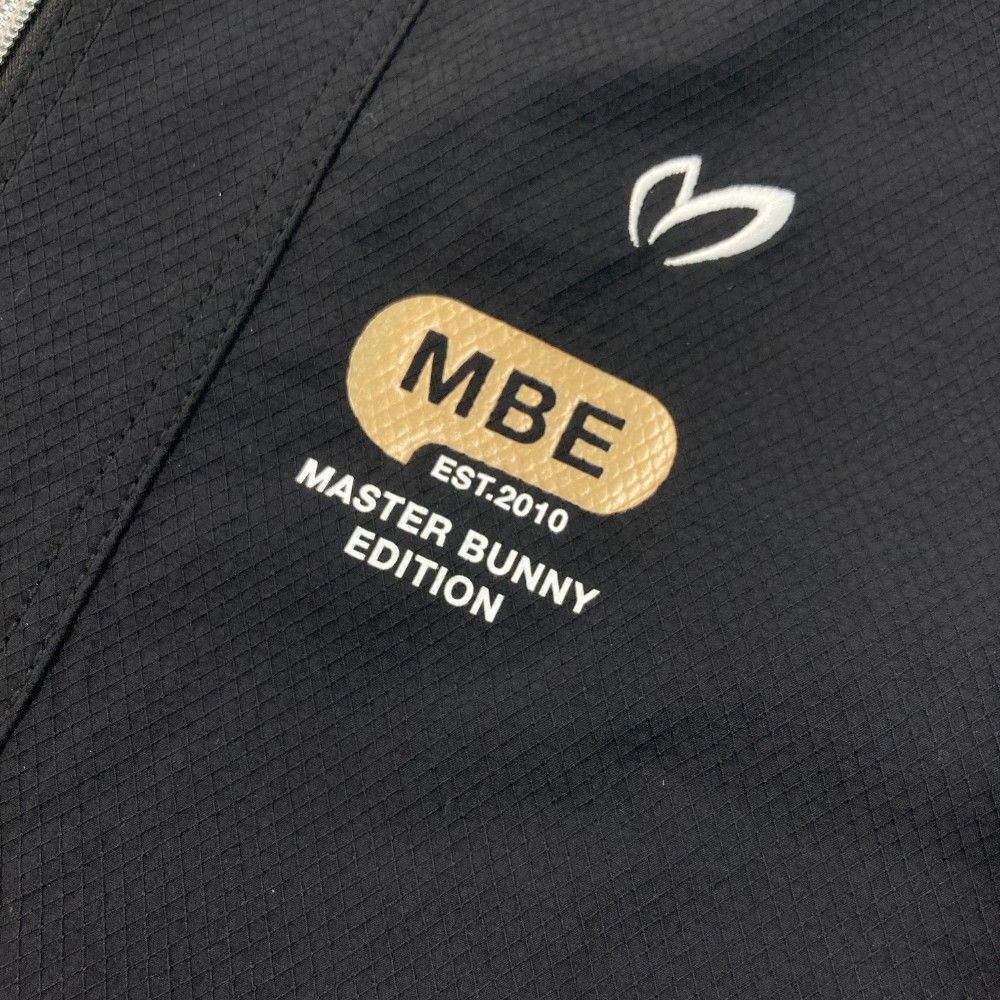 MBE
EST.2010
MASTER BUNNY
EDITION